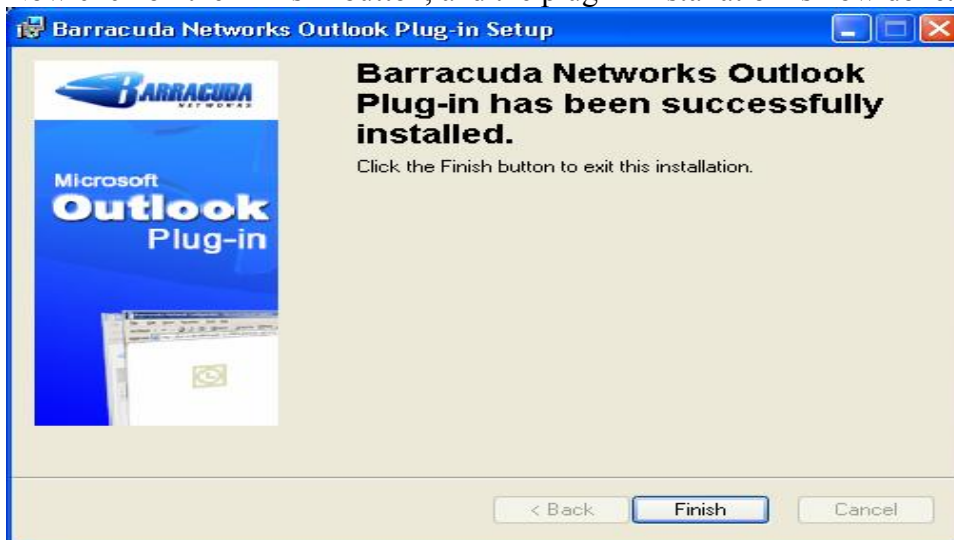 Barracuda Networks Outlook Plug-in Setup
BARRACUDA
NETWORKS
Microsoft
Outlook
Plug-in
Barracuda Networks Outlook
Plug-in has been successfully
installed.
Click the Finish button to exit this installation.
< Back
Finish
Cancel